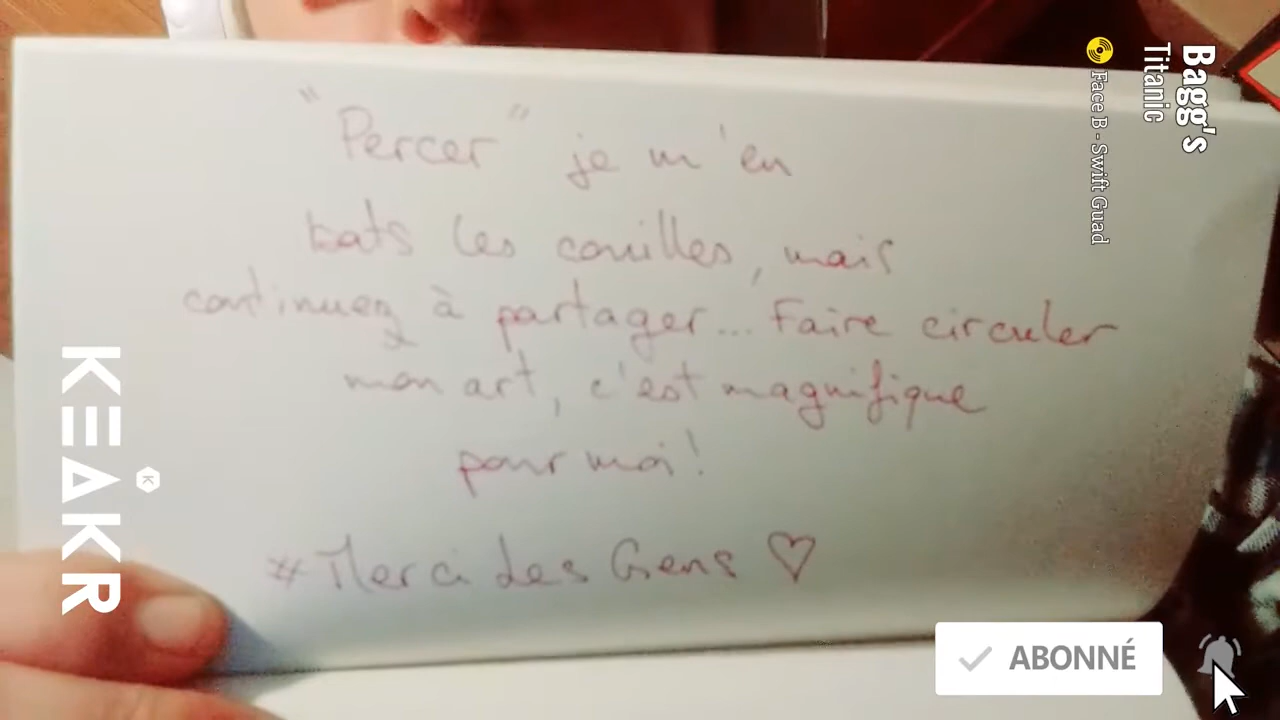 "Percer" je m'en
bats les couilles, mais
continuez à partager... Faire circuler
mon art, c'est magnifique
pour moi!
#Merci Les Gens ♡
KEAKR
K
Bagg's
Titanic
Face B - Swift Guad
ABONNÉ